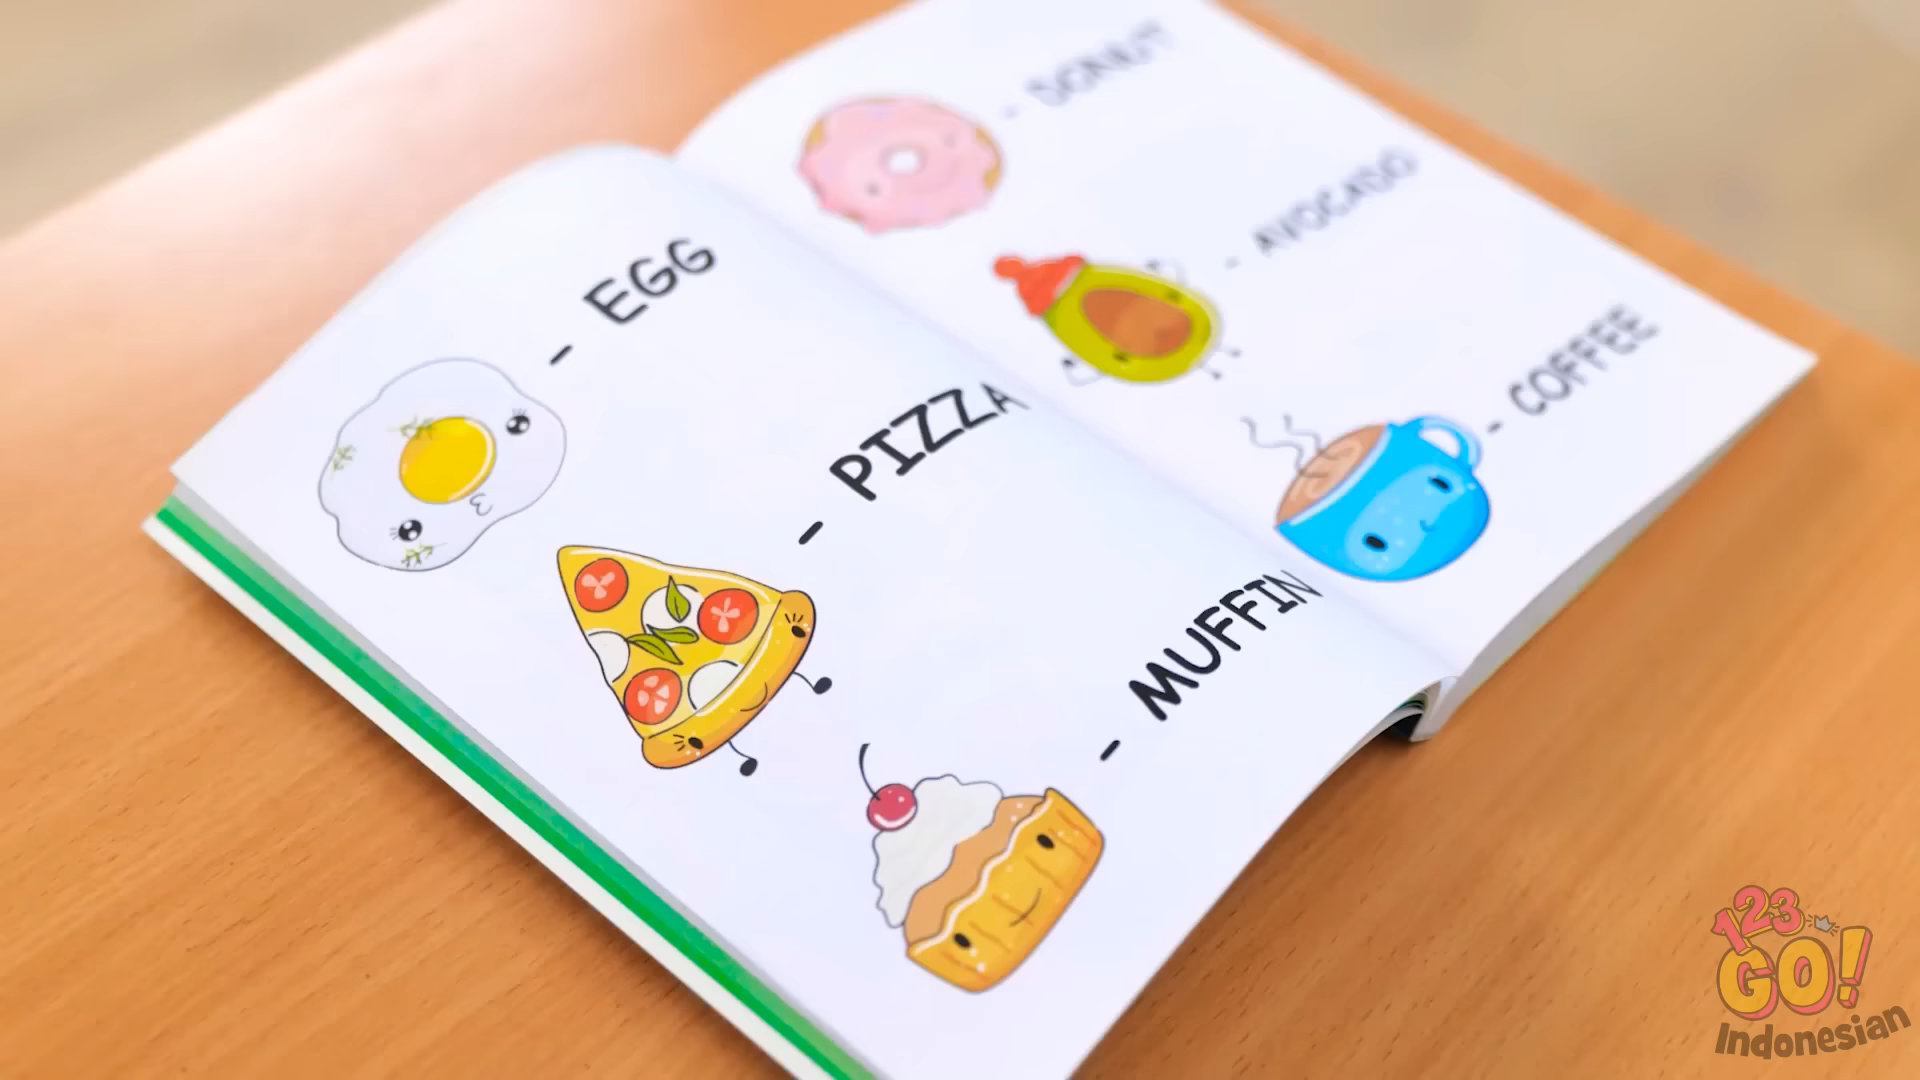 - EGG
- PIZZA
- MUFFIN
- DONUT
- AVOCADO
- COFFEE
123
GO!
Indonesian